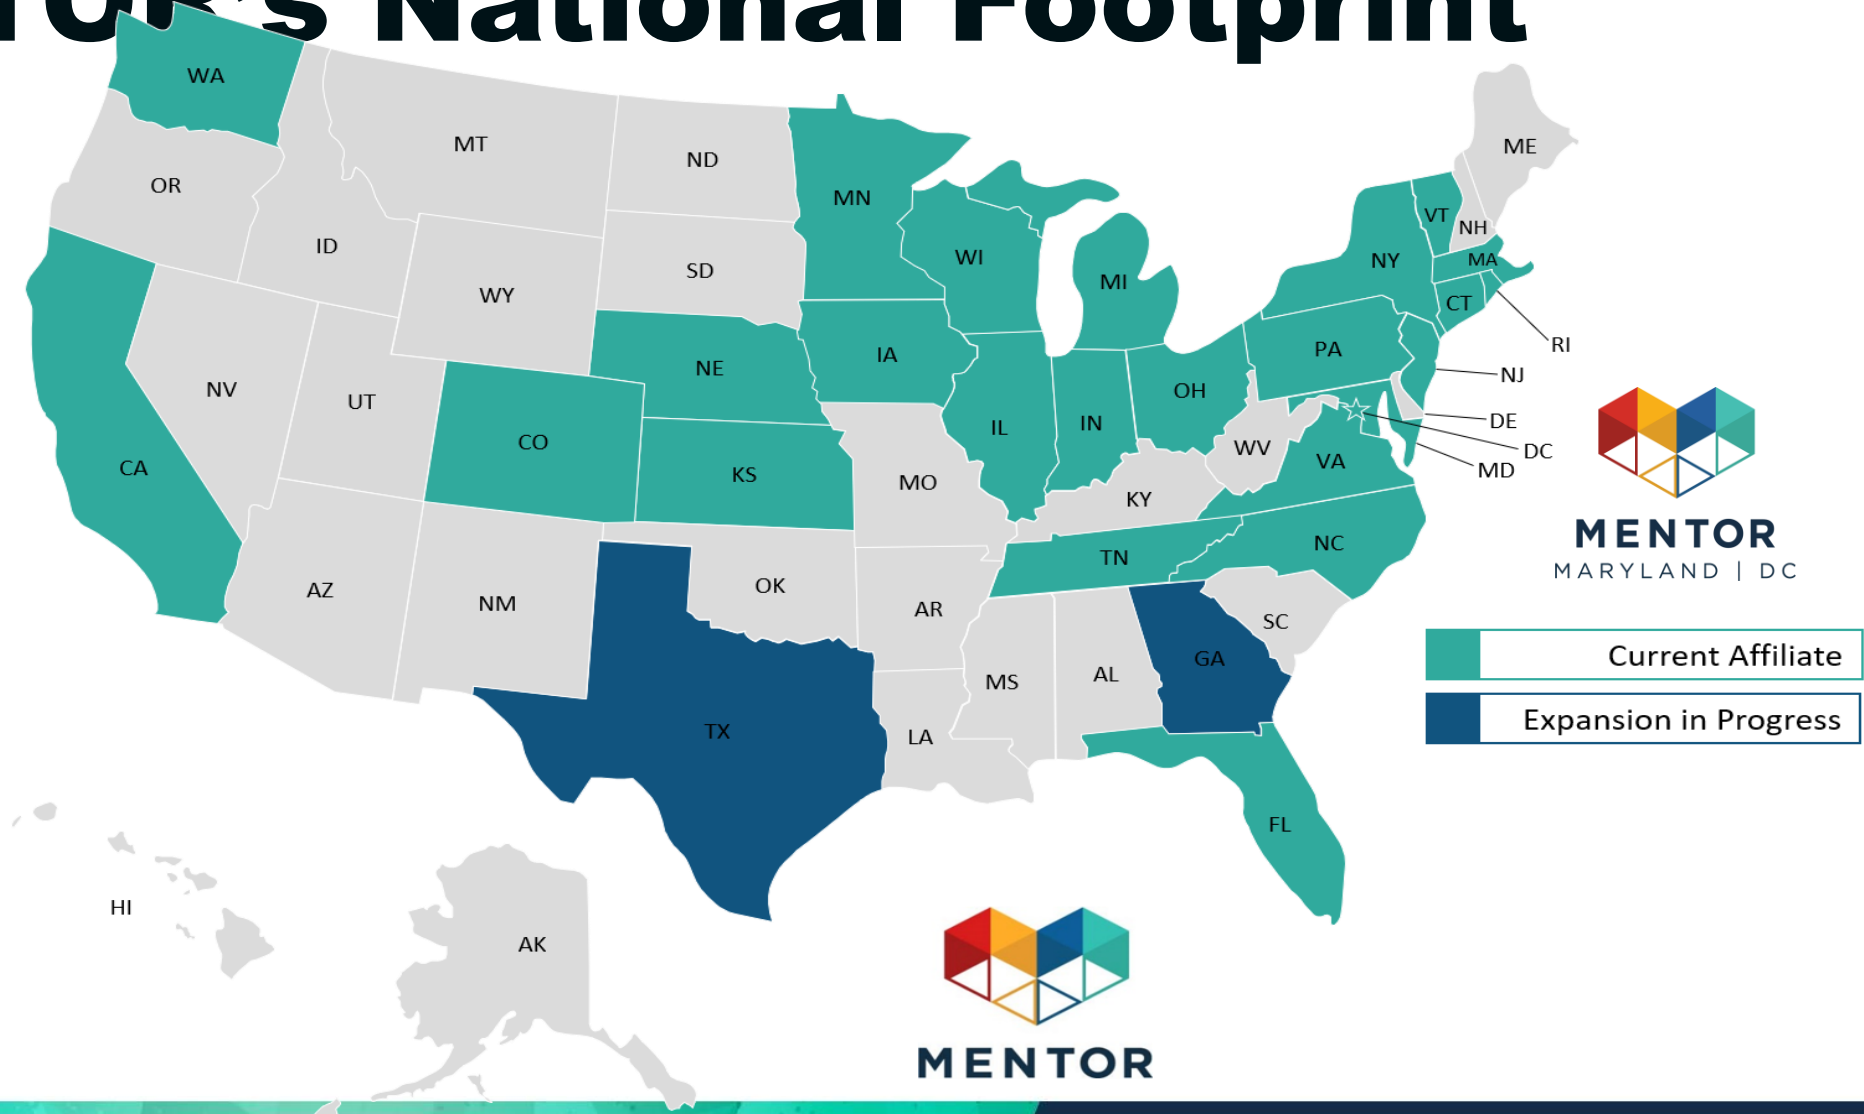 National Footprint
WA
MT
ND
MN
ME
OR
ID
SD
WI
MI
VT
NH
NY
MA
WY
CT
RI
NE
IA
PA
NJ
NV
UT
OH
DE
CO
IL
IN
DC
CA
KS
WV
VA
MD
MO
KY
MENTOR
MARYLAND | DC
TN
NC
AZ
NM
OK
AR
SC
Current Affiliate
GA
MS
AL
TX
LA
Expansion in Progress
FL
HI
AK
MENTOR